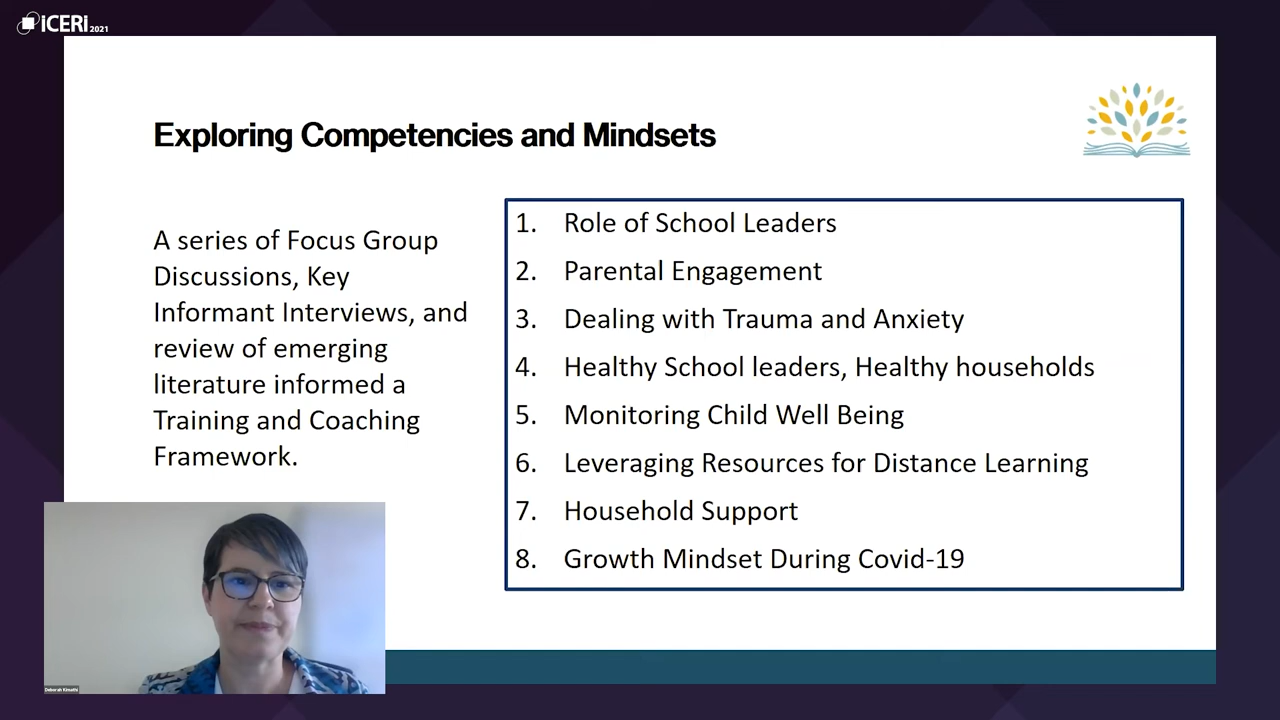 iCERi 2021
Exploring Competencies and Mindsets
A series of Focus Group
Discussions, Key
Informant Interviews, and
review of emerging
literature informed a
Training and Coaching
Framework.
1. Role of School Leaders
2. Parental Engagement
3. Dealing with Trauma and Anxiety
4. Healthy School leaders, Healthy households
5. Monitoring Child Well Being
6. Leveraging Resources for Distance Learning
7. Household Support
8. Growth Mindset During Covid-19
Deborah Kimathi